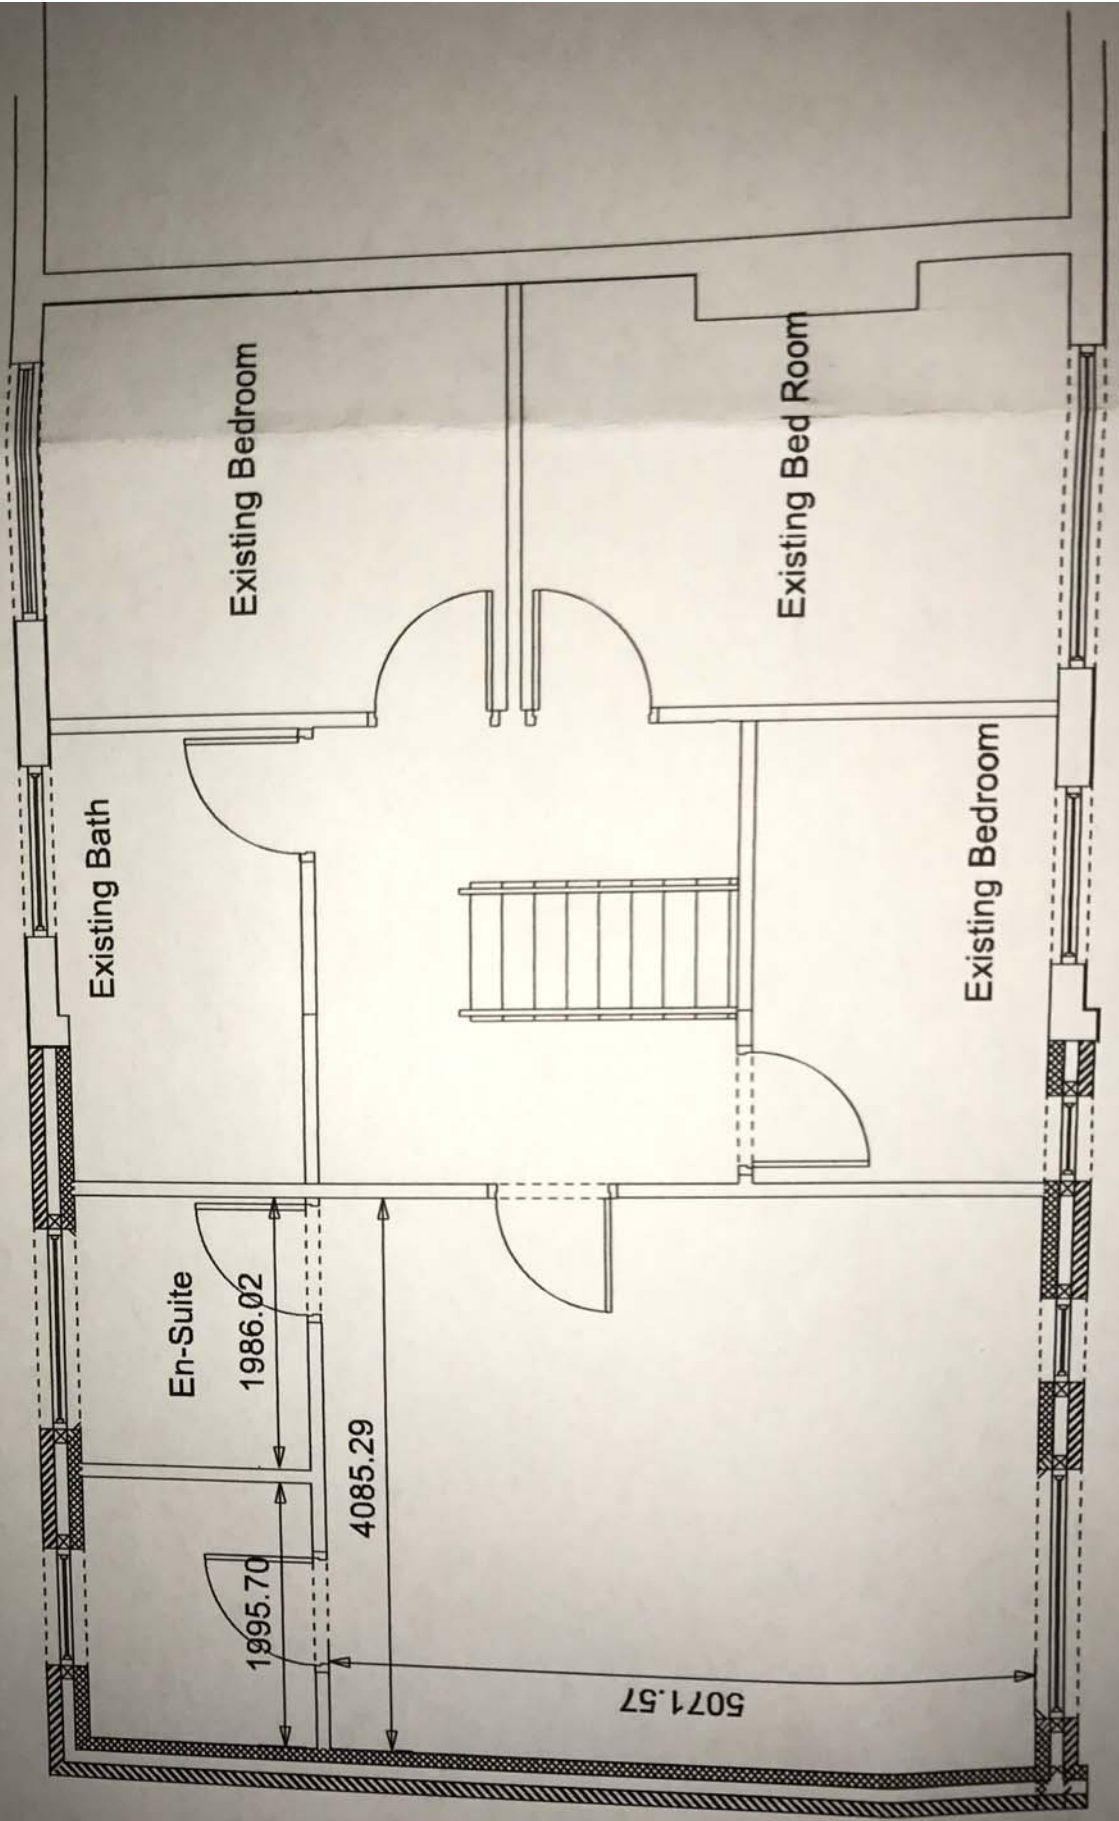 Existing Bath
Existing Bedroom
En-Suite
1986.02
1995.70
4085.29
Existing Bed Room
Existing Bedroom
5071.57